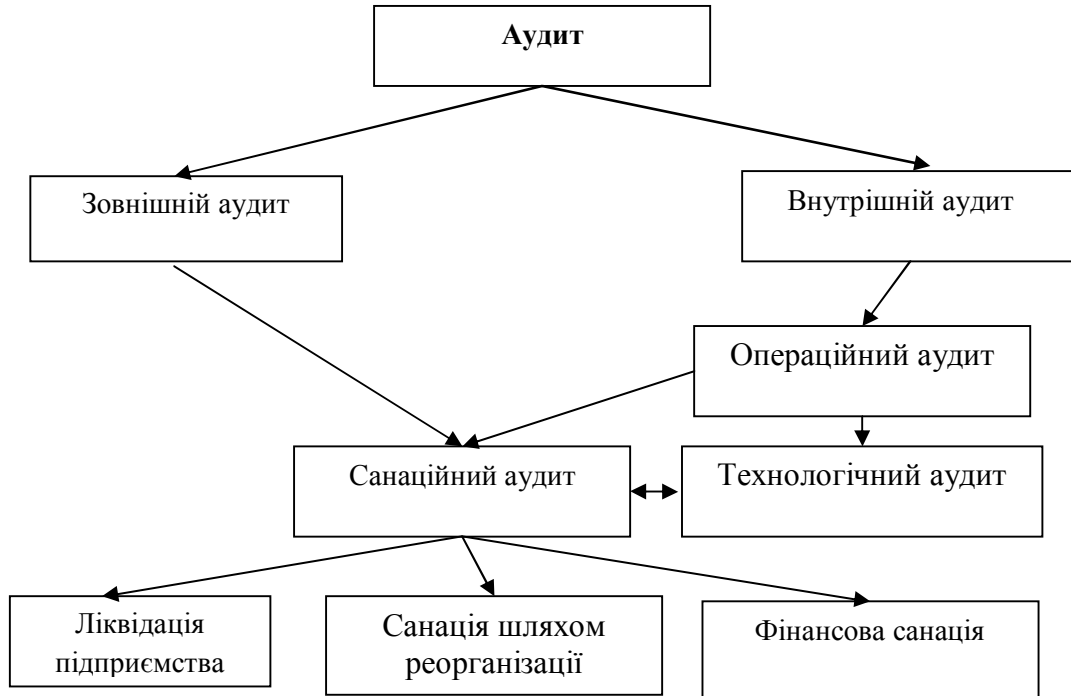 Аудит
Зовнішній аудит
Внутрішній аудит
Операційний аудит
Санаційний аудит
Технологічний аудит
Ліквідація
підприємства
Санація шляхом
реорганізації
Фінансова санація